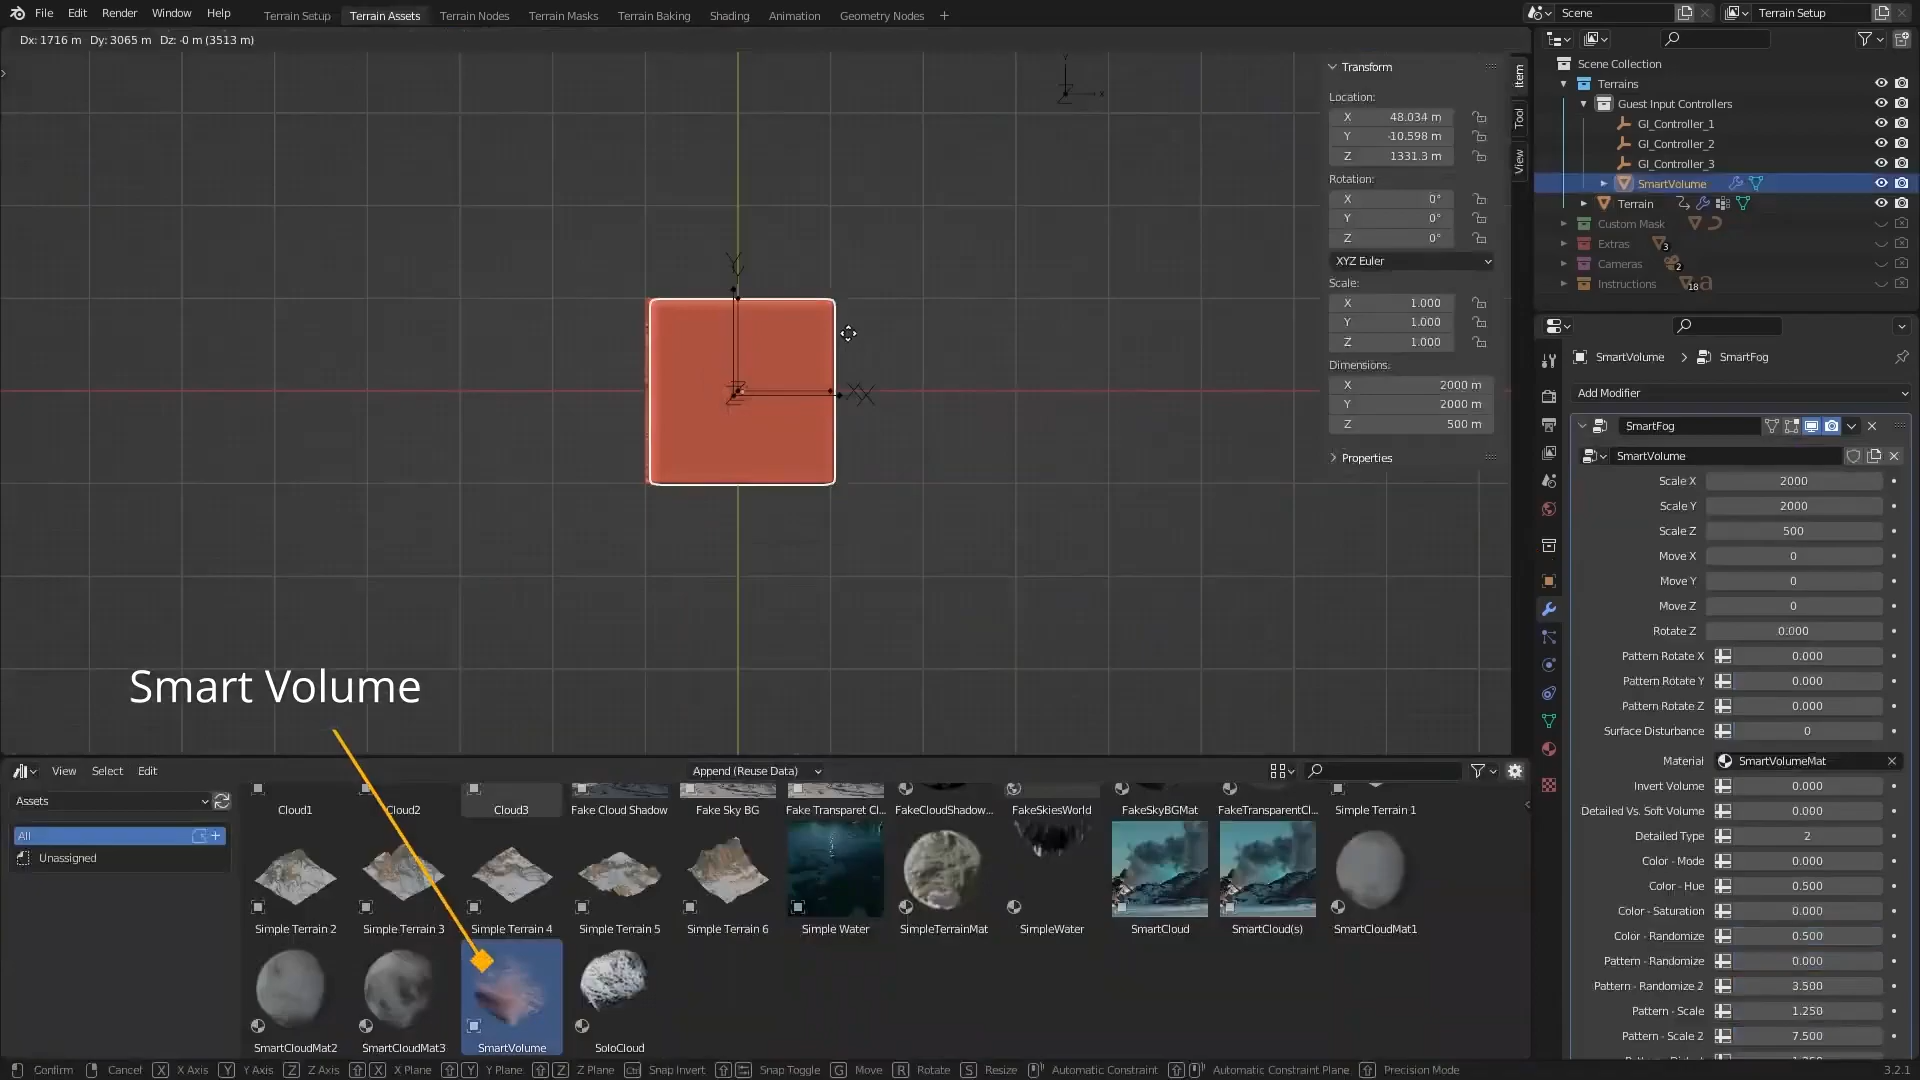 File Edit Render Window Help
Terrain Setup Terrain Assets Terrain Nodes Terrain Masks Terrain Baking Shading Animation Geometry Nodes +
Scene
Terrain Setup
Dx: 1716 m Dy: 3065 m Dz: -0 m (3513 m)
Transform
Location:
X 48.034 m
Y -10.598 m
Z 1331.3 m
Rotation:
X 0°
Y 0°
Z 0°
XYZ Euler
Scale:
X 1.000
Y 1.000
Z 1.000
Dimensions:
X 2000 m
Y 2000 m
Z 500 m
Properties
Item
Tool
View
Scene Collection
Terrains
Guest Input Controllers
GI_Controller_1
GI_Controller_2
GI_Controller_3
SmartVolume
Terrain
Custom Mask
Extras 3
Cameras 2
Instructions 18
SmartVolume > SmartFog
Add Modifier
SmartFog
SmartVolume
Scale X 2000
Scale Y 2000
Scale Z 500
Move X 0
Move Y 0
Move Z 0
Rotate Z 0.000
Pattern Rotate X 0.000
Pattern Rotate Y 0.000
Pattern Rotate Z 0.000
Surface Disturbance 0
Material SmartVolumeMat
Invert Volume 0.000
Detailed Vs. Soft Volume 0.000
Detailed Type 2
Color - Mode 0.000
Color - Hue 0.500
Color - Saturation 0.000
Color - Randomize 0.500
Pattern - Randomize 0.000
Pattern - Randomize 2 3.500
Pattern - Scale 1.250
Pattern - Scale 2 7.500
Smart Volume
View Select Edit
Append (Reuse Data)
Assets
All
Unassigned
Cloud1 Cloud2 Cloud3 Fake Cloud Shadow Fake Sky BG Fake Transparet Cl... FakeCloudShadow... FakeSkiesWorld FakeSkyBGMat FakeTransparentCl... Simple Terrain 1
Simple Terrain 2 Simple Terrain 3 Simple Terrain 4 Simple Terrain 5 Simple Terrain 6 Simple Water SimpleTerrainMat SimpleWater SmartCloud SmartCloud(s) SmartCloudMat1
SmartCloudMat2 SmartCloudMat3 SmartVolume SoloCloud
Confirm Cancel X X Axis Y Y Axis Z Z Axis X X Plane Y Y Plane Z Z Plane Ctrl Snap Invert Snap Toggle G Move R Rotate S Resize Automatic Constraint Automatic Constraint Plane Precision Mode 3.2.1